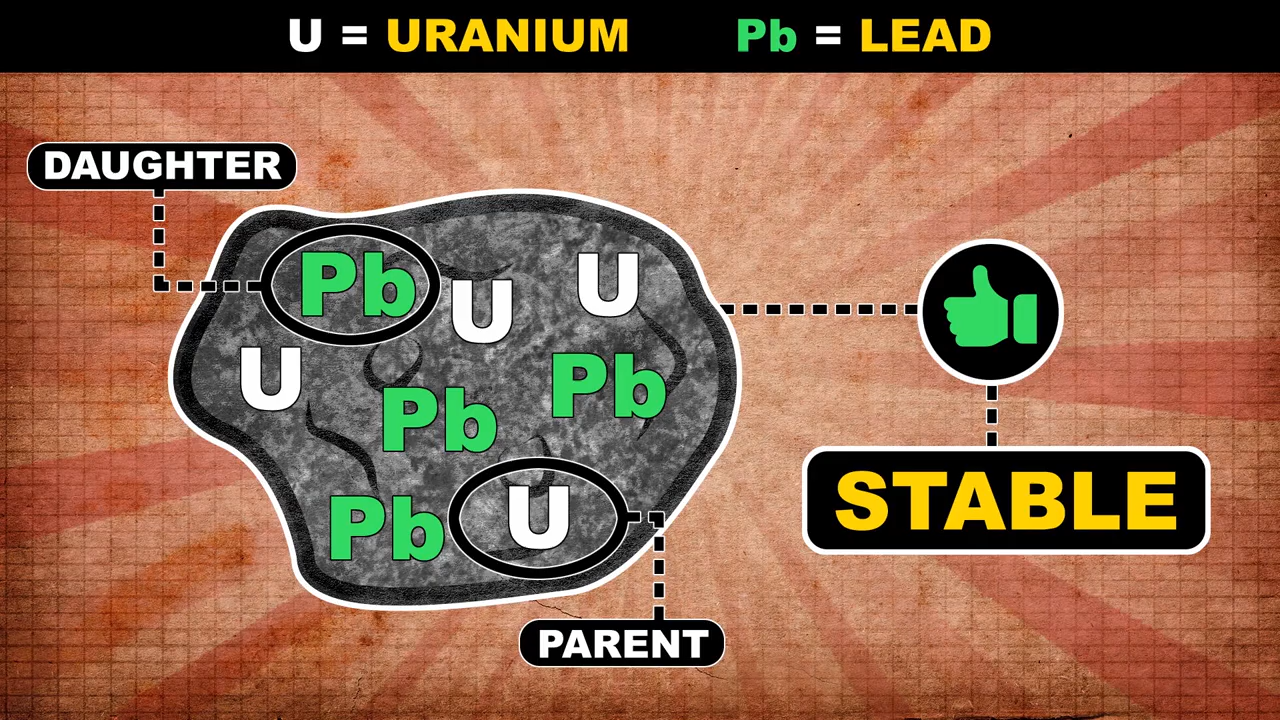 U = URANIUM Pb = LEAD
DAUGHTER
Pb U U
U Pb Pb
Pb U
STABLE
PARENT